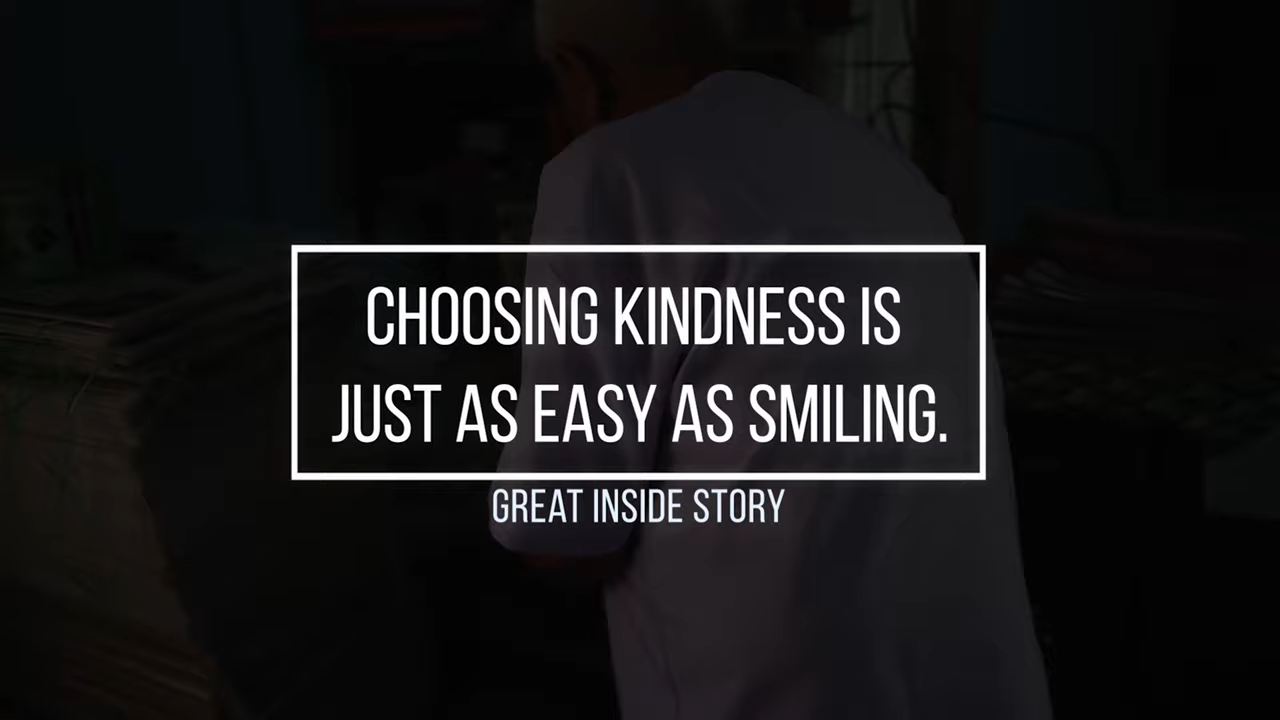 CHOOSING KINDNESS IS
JUST AS EASY AS SMILING.
GREAT INSIDE STORY